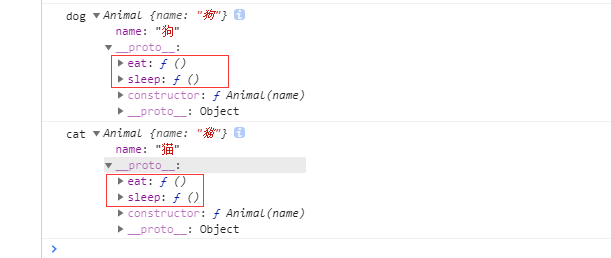 dog ▼Animal {name: "狗"} i
name: "狗"
▼__proto__:
▶eat: ƒ ()
▶sleep: ƒ ()
▶constructor: ƒ Animal(name)
▶__proto__: Object
cat ▼Animal {name: "猫"} i
name: "猫"
▼__proto__:
▶eat: ƒ ()
▶sleep: ƒ ()
▶constructor: ƒ Animal(name)
▶__proto__: Object
>